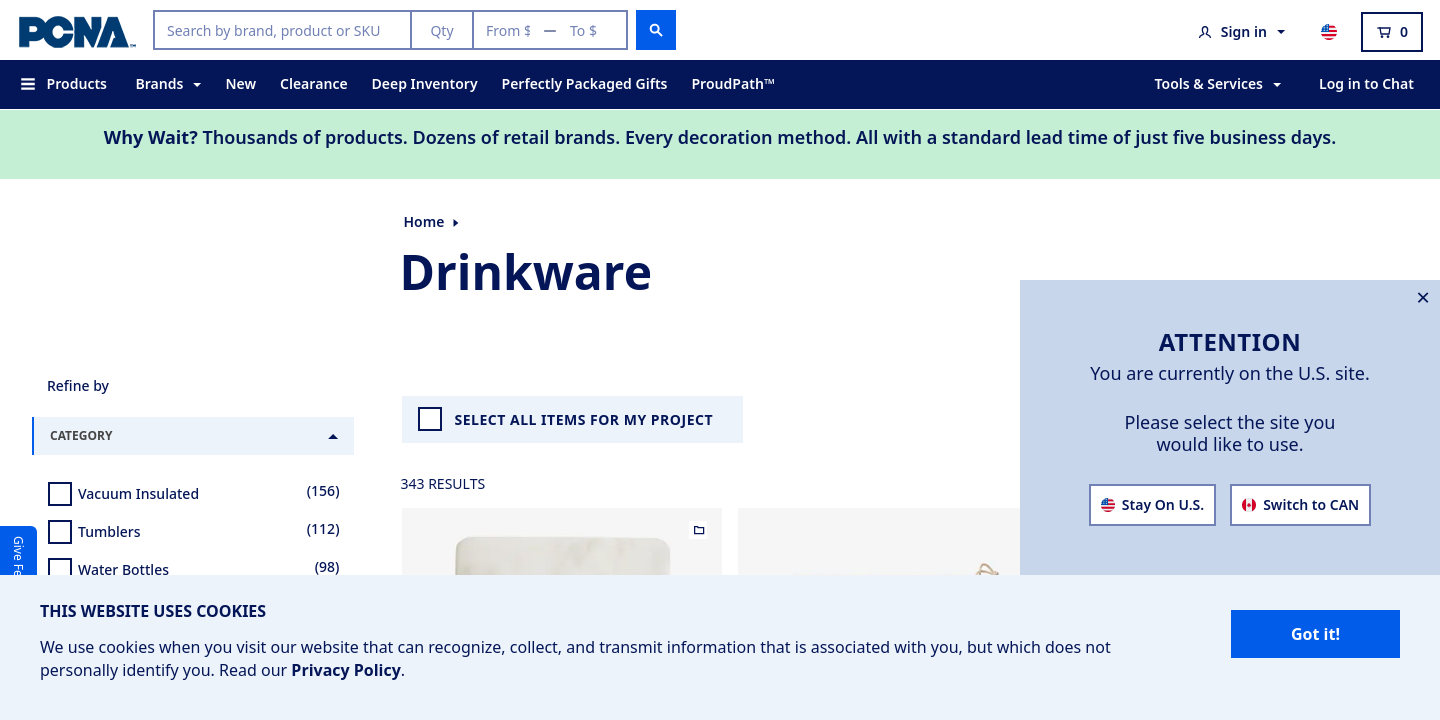 PCNA™
Search by brand, product or SKU
Qty
From $ — To $
Sign in
0
Products
Brands
New
Clearance
Deep Inventory
Perfectly Packaged Gifts
ProudPath™
Tools & Services
Log in to Chat
Why Wait? Thousands of products. Dozens of retail brands. Every decoration method. All with a standard lead time of just five business days.
Home
Drinkware
Refine by
CATEGORY
Vacuum Insulated (156)
Tumblers (112)
Water Bottles (98)
Give Fe
SELECT ALL ITEMS FOR MY PROJECT
343 RESULTS
ATTENTION
You are currently on the U.S. site.
Please select the site you
would like to use.
Stay On U.S.
Switch to CAN
THIS WEBSITE USES COOKIES
We use cookies when you visit our website that can recognize, collect, and transmit information that is associated with you, but which does not
personally identify you. Read our Privacy Policy.
Got it!